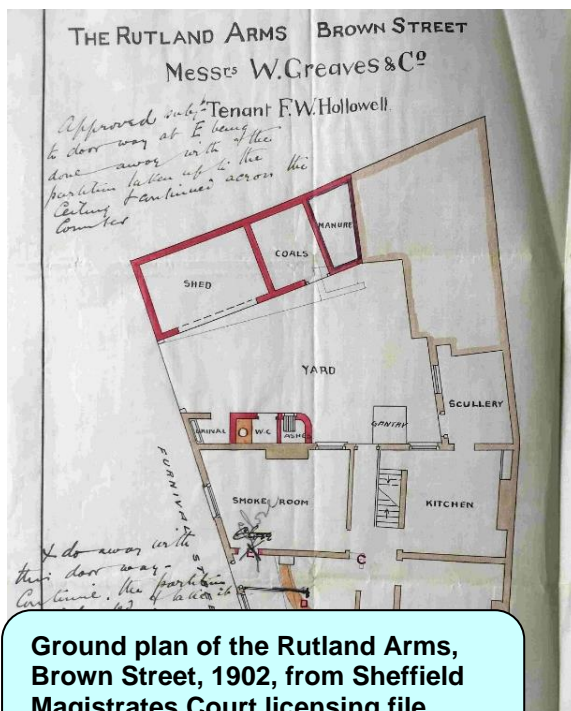 THE RUTLAND ARMS BROWN STREET
Messrs W. Greaves & Co
Tenant F.W. Hollowell.
Approved subjt
to door way at E being
done away with & the
partition taken up to the
Ceiling & continued across the
Counter
MANURE
COALS
SHED
YARD
SCULLERY
URINAL
W.C
ASHES
GANTRY
FURNIVAL ST
SMOKE ROOM
KITCHEN
C
& do away with
this door way-
Continue the partition
Ground plan of the Rutland Arms,
Brown Street, 1902, from Sheffield
Magistrates Court licensing file